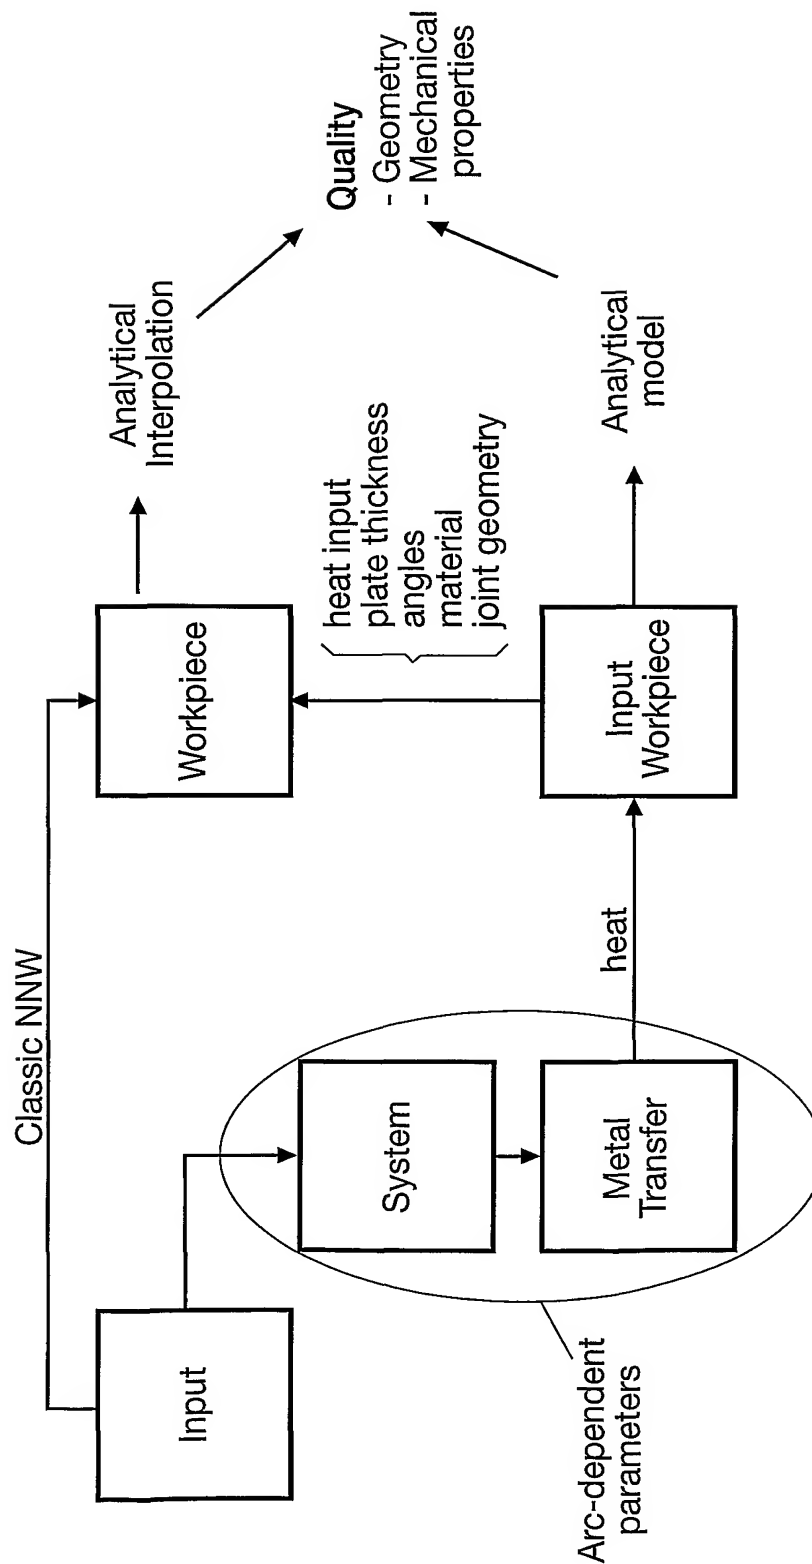 Classic NNW
Input
System
Metal
Transfer
Arc-dependent
parameters
heat
Input
Workpiece
Workpiece
heat input
plate thickness
angles
material
joint geometry
Analytical
Interpolation
Analytical
model
Quality
- Geometry
- Mechanical
properties